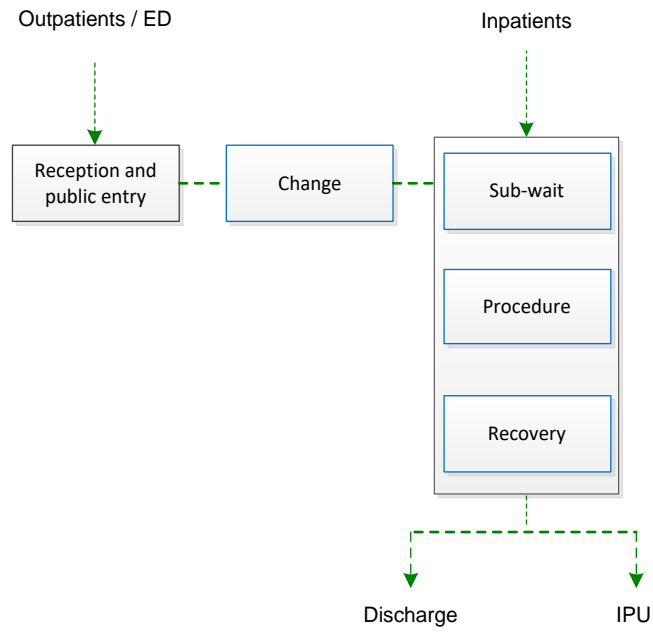 Outpatients / ED
Inpatients
Reception and
public entry
Change
Sub-wait
Procedure
Recovery
Discharge
IPU